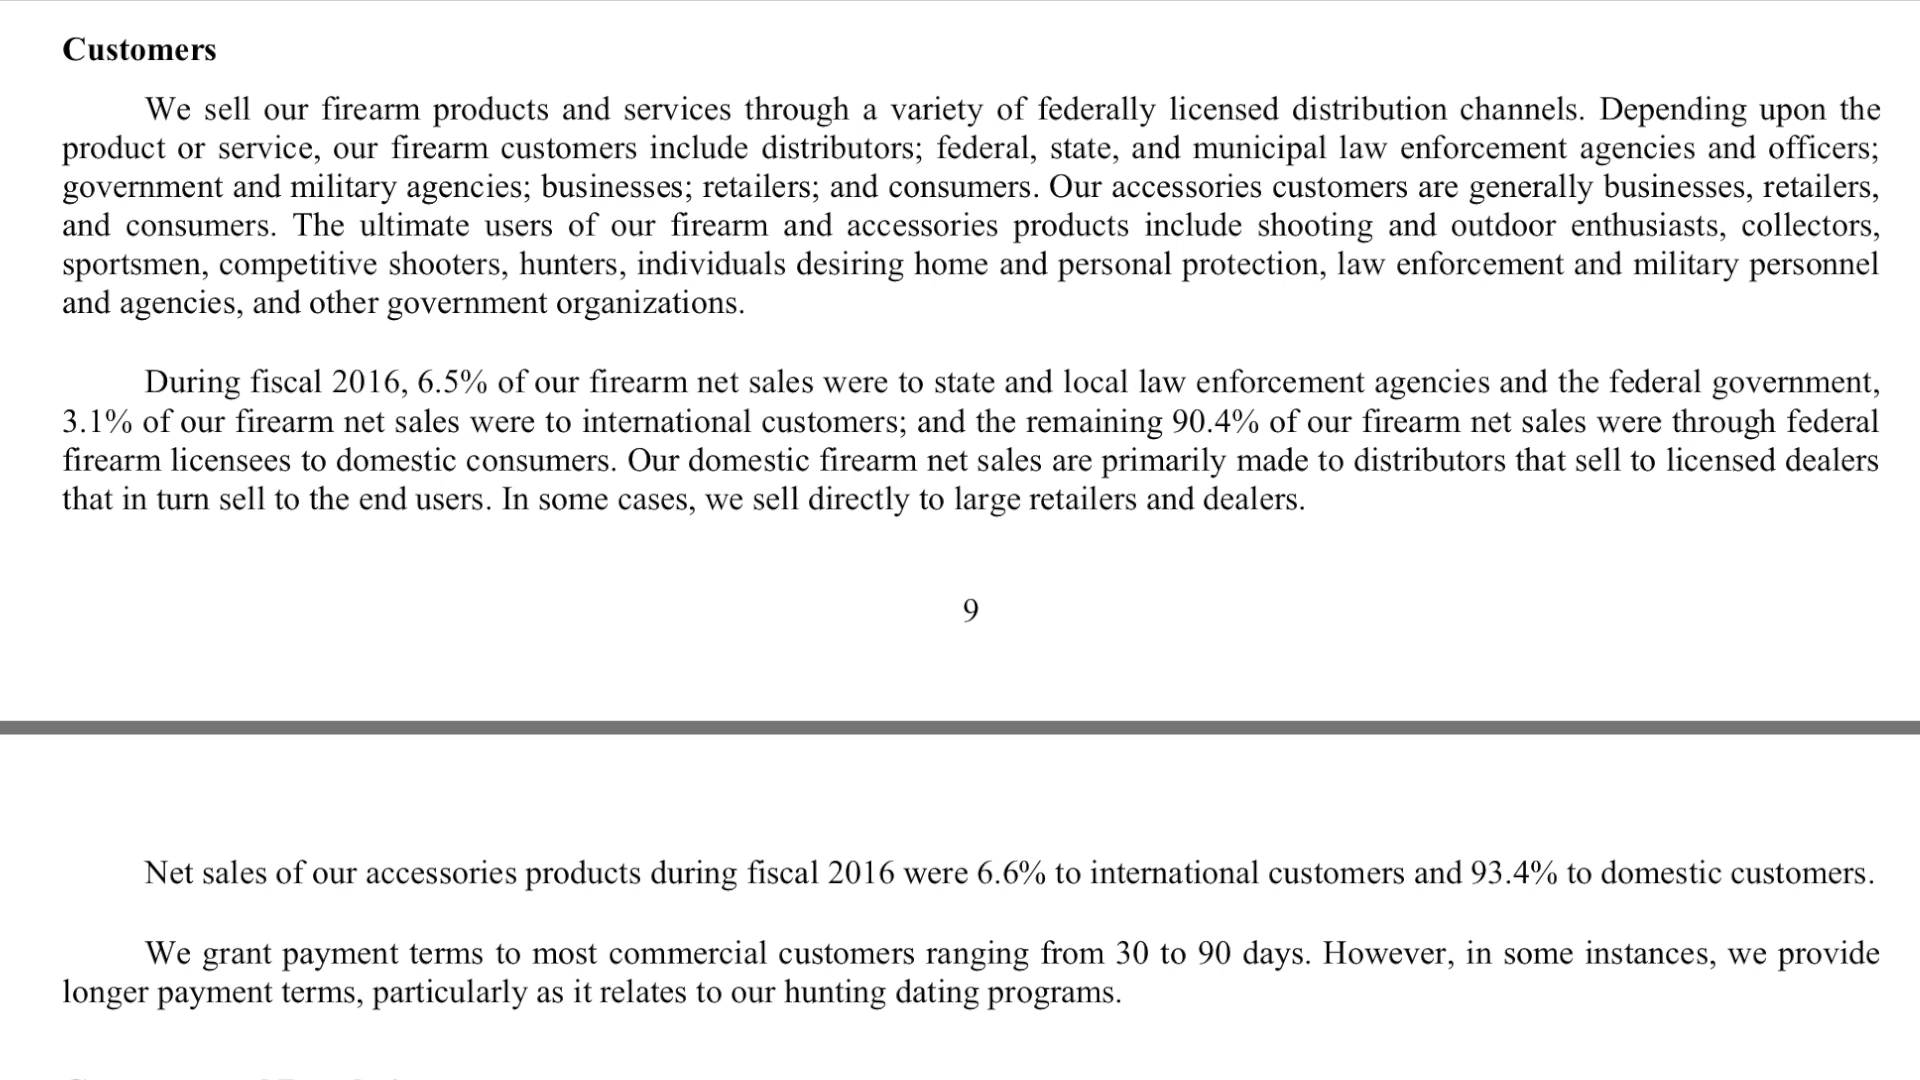 Customers
We sell our firearm products and services through a variety of federally licensed distribution channels. Depending upon the
product or service, our firearm customers include distributors; federal, state, and municipal law enforcement agencies and officers;
government and military agencies; businesses; retailers; and consumers. Our accessories customers are generally businesses, retailers,
and consumers. The ultimate users of our firearm and accessories products include shooting and outdoor enthusiasts, collectors,
sportsmen, competitive shooters, hunters, individuals desiring home and personal protection, law enforcement and military personnel
and agencies, and other government organizations.
During fiscal 2016, 6.5% of our firearm net sales were to state and local law enforcement agencies and the federal government,
3.1% of our firearm net sales were to international customers; and the remaining 90.4% of our firearm net sales were through federal
firearm licensees to domestic consumers. Our domestic firearm net sales are primarily made to distributors that sell to licensed dealers
that in turn sell to the end users. In some cases, we sell directly to large retailers and dealers.
9
Net sales of our accessories products during fiscal 2016 were 6.6% to international customers and 93.4% to domestic customers.
We grant payment terms to most commercial customers ranging from 30 to 90 days. However, in some instances, we provide
longer payment terms, particularly as it relates to our hunting dating programs.